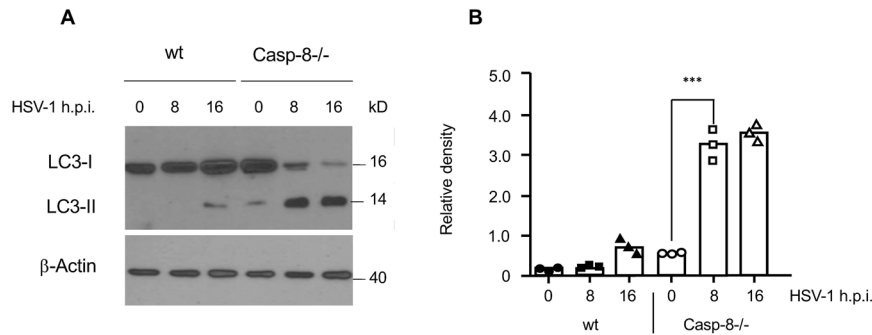 A
wt Casp-8-/-
HSV-1 h.p.i. 0 8 16 0 8 16 kD
LC3-I 16
LC3-II 14
β-Actin 40
B
5.0
4.0
3.0
2.0
1.0
0
Relative density
***
0 8 16 0 8 16 HSV-1 h.p.i.
wt Casp-8-/-